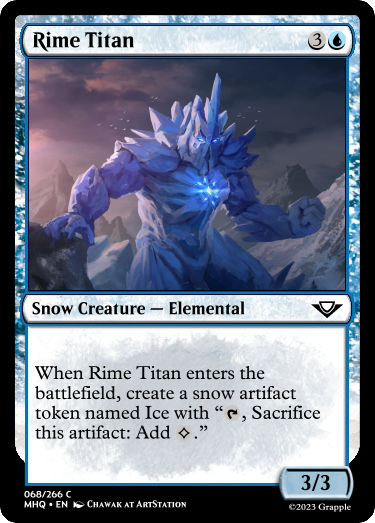 Rime Titan 3
Snow Creature — Elemental
When Rime Titan enters the
battlefield, create a snow artifact
token named Ice with “, Sacrifice
this artifact: Add .”
3/3
068/266 C
MHQ • EN Chawak at ArtStation
©2023 Grapple